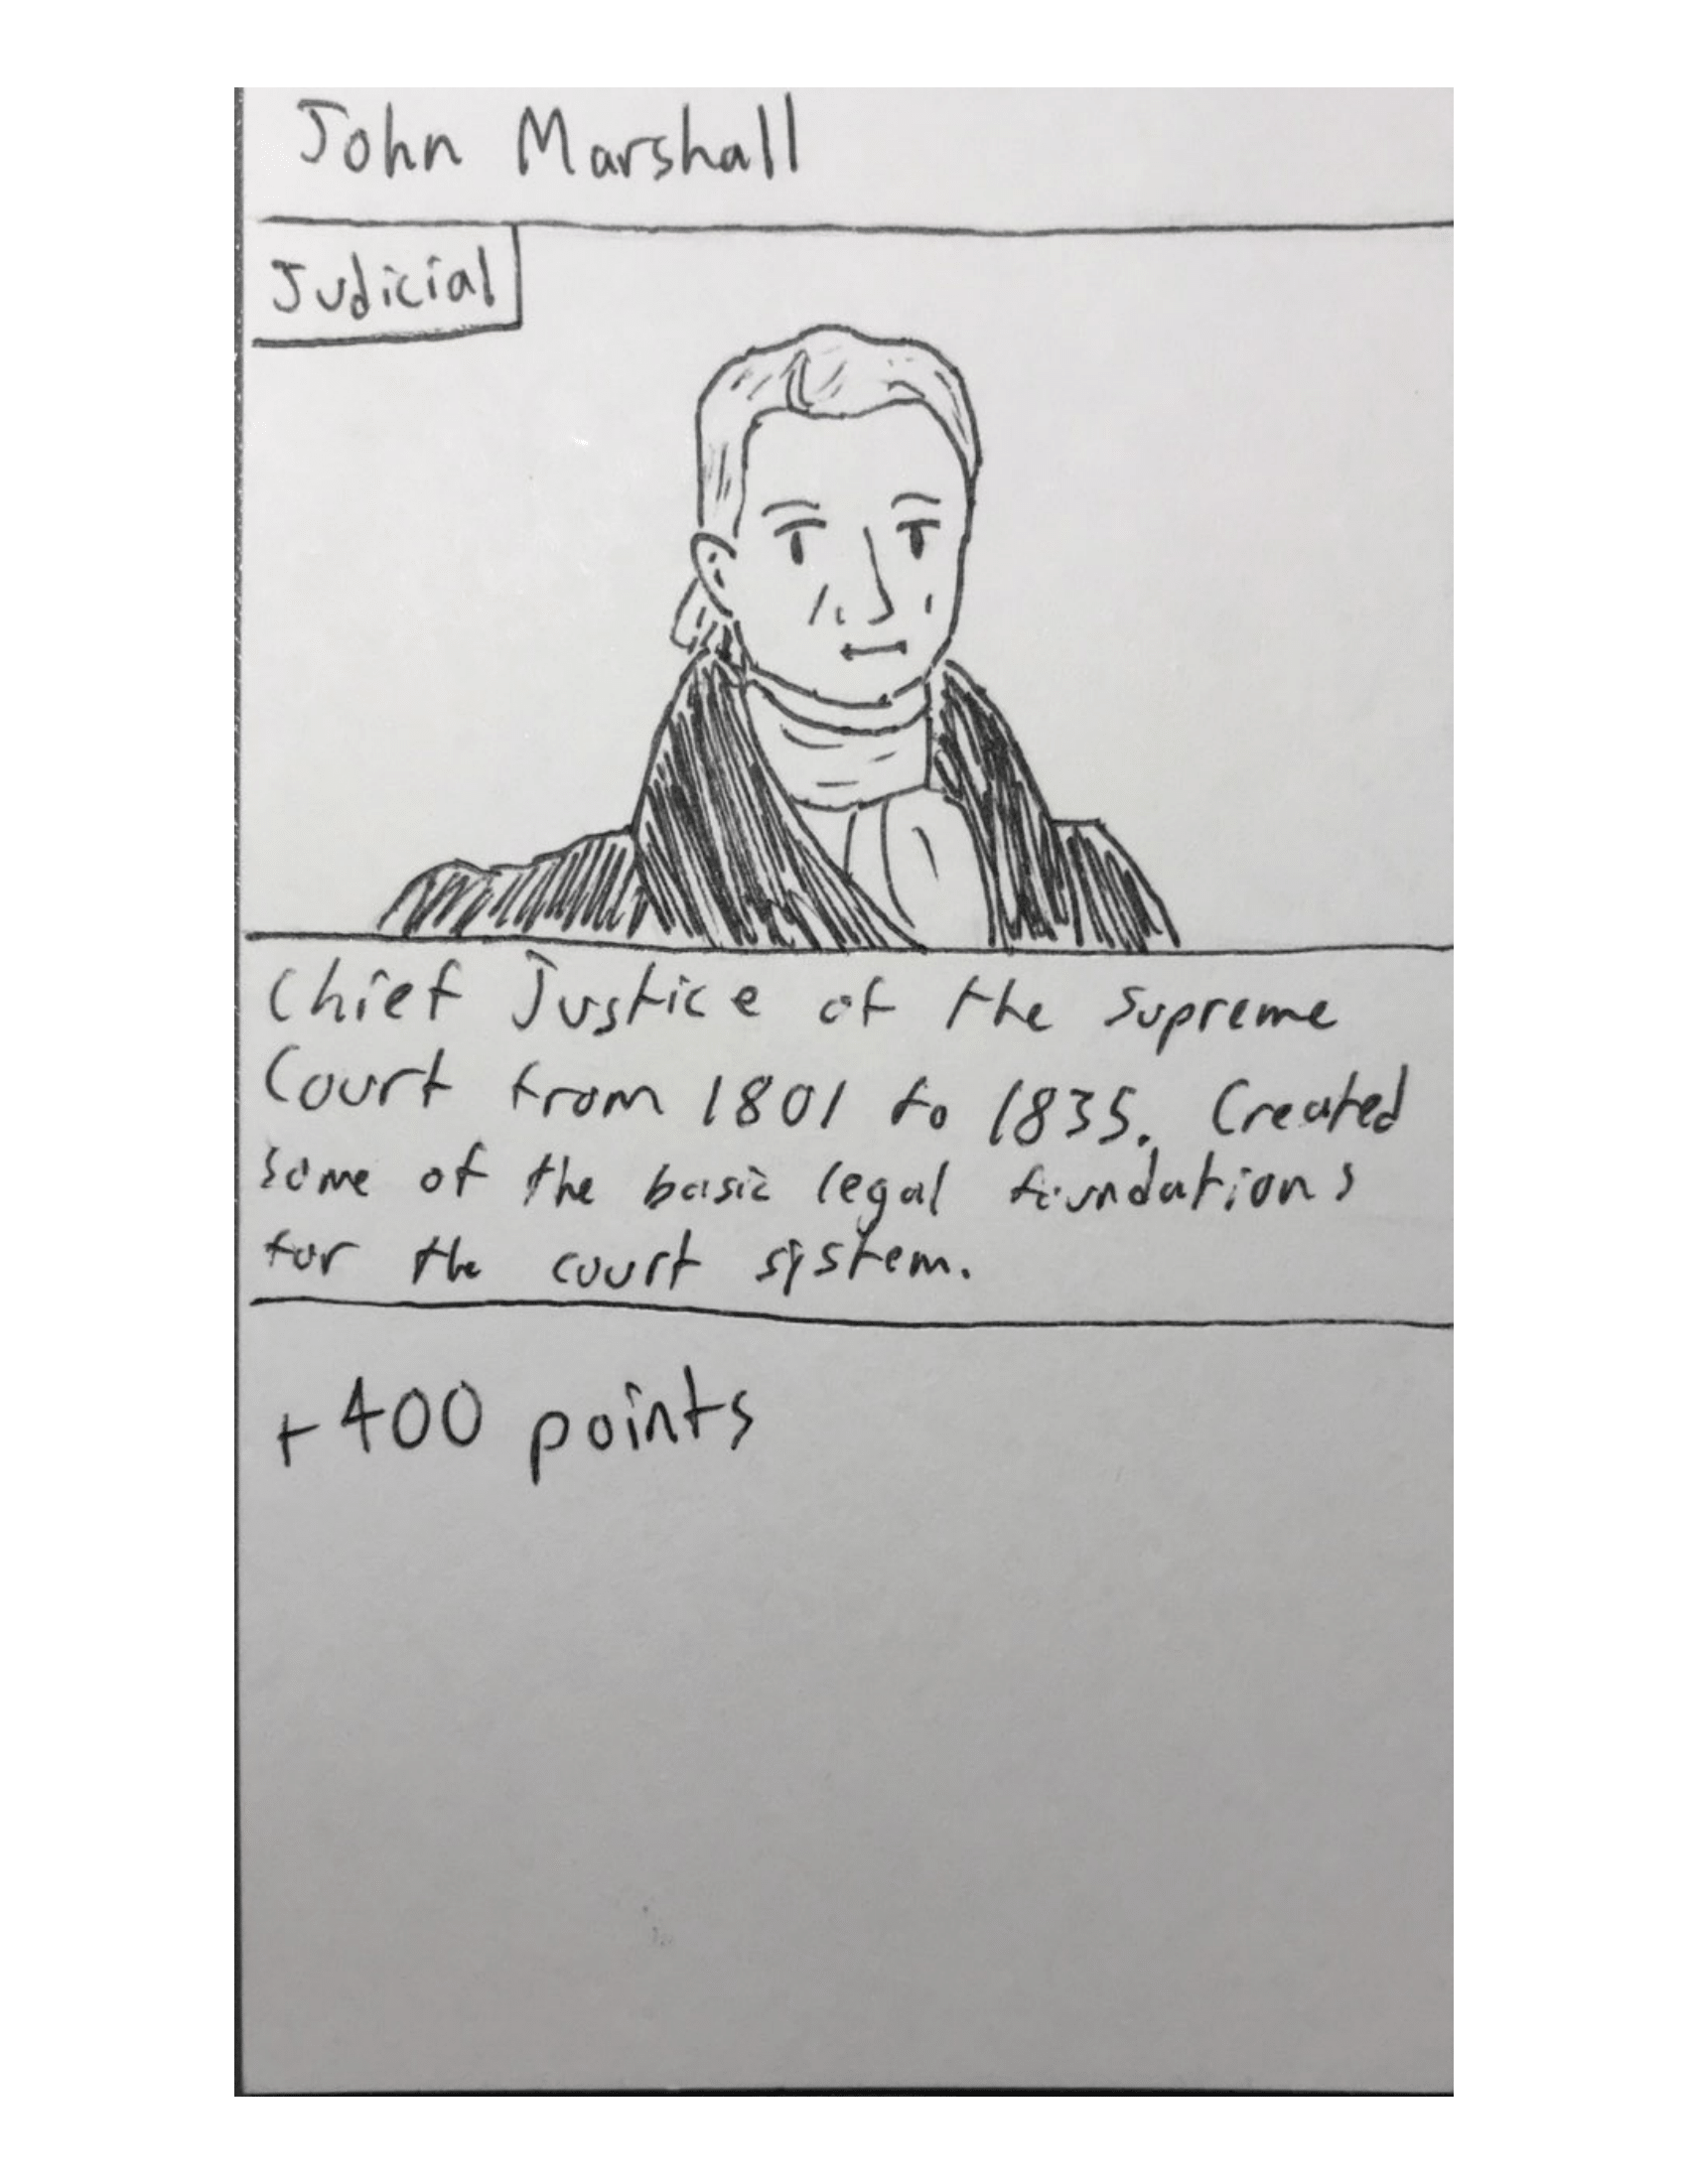 John Marshall
Judicial
Chief Justice of the Supreme
Court from 1801 to 1835. Created
some of the basic legal foundations
for the court system.
+400 points